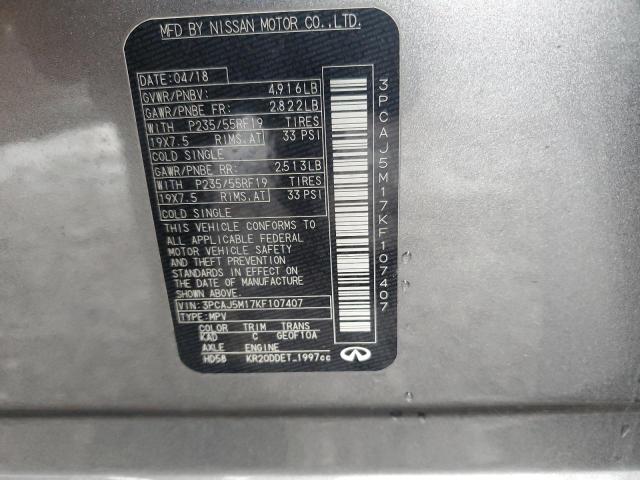 MFD BY NISSAN MOTOR CO.,LTD.
DATE: 04/18
GVWR/PNBV: 4,916LB
GAWR/PNBE FR: 2,822LB
WITH P235/55RF19 TIRES
19X7.5 RIMS,AT 33 PSI
COLD SINGLE
GAWR/PNBE RR: 2,513LB
WITH P235/55RF19 TIRES
19X7.5 RIMS,AT 33 PSI
COLD SINGLE
THIS VEHICLE CONFORMS TO
ALL APPLICABLE FEDERAL
MOTOR VEHICLE SAFETY
AND THEFT PREVENTION
STANDARDS IN EFFECT ON
THE DATE OF MANUFACTURE
SHOWN ABOVE.
VIN: 3PCAJ5M17KF107407
TYPE: MPV
COLOR TRIM TRANS
KAD C GE0F10A
AXLE ENGINE
HD58 KR20DDET_1997cc
INFINITI
3PCAJ5M17KF107407